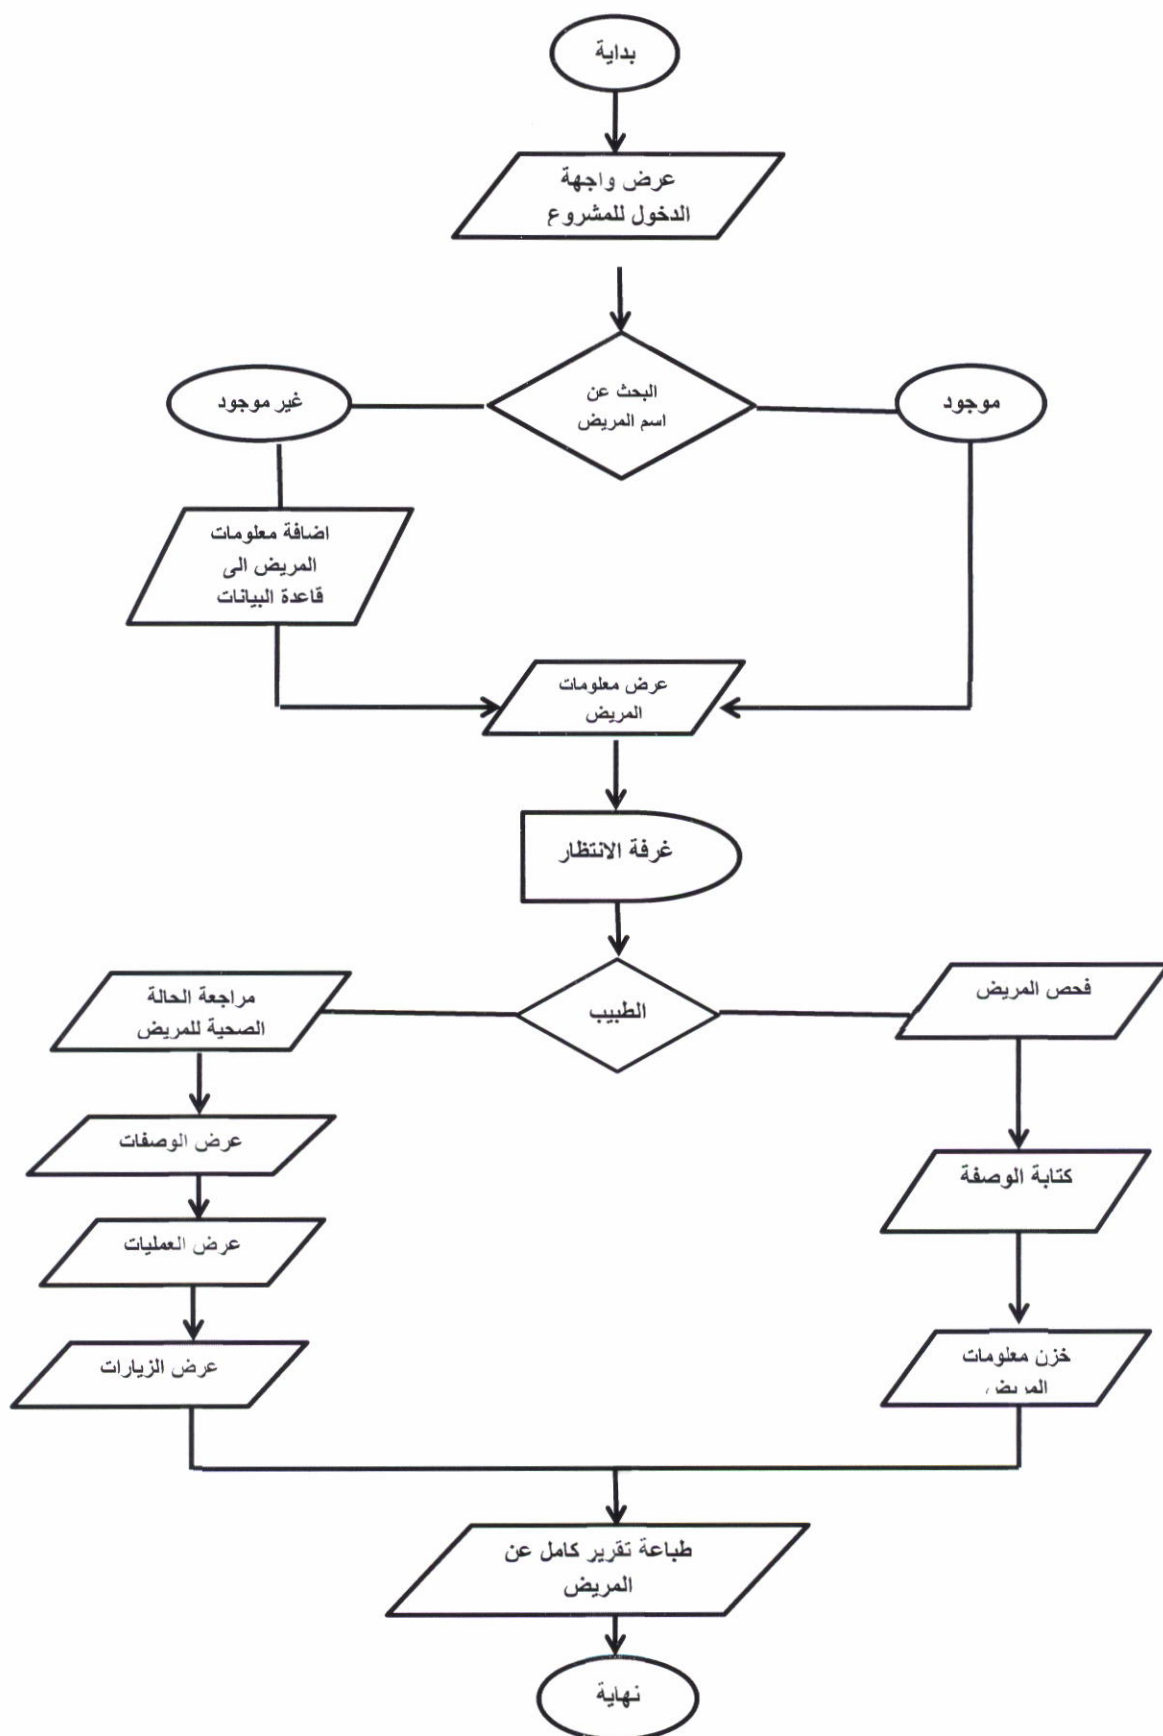 بداية
عرض واجهة
الدخول للمشروع
البحث عن
اسم المريض
موجود
غير موجود
اضافة معلومات
المريض الى
قاعدة البيانات
عرض معلومات
المريض
غرفة الانتظار
الطبيب
فحص المريض
كتابة الوصفة
خزن معلومات
المريض
مراجعة الحالة
الصحية للمريض
عرض الوصفات
عرض العمليات
عرض الزيارات
طباعة تقرير كامل عن
المريض
نهاية